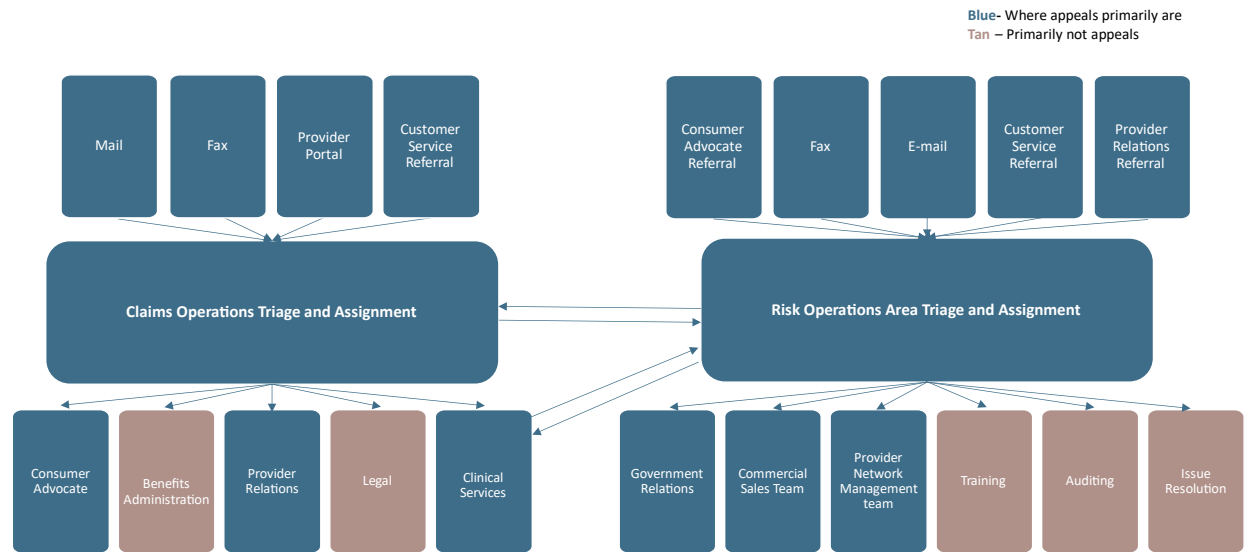 Blue- Where appeals primarily are
Tan – Primarily not appeals
Mail
Fax
Provider
Portal
Customer
Service
Referral
Consumer
Advocate
Referral
Fax
E-mail
Customer
Service
Referral
Provider
Relations
Referral
Claims Operations Triage and Assignment
Risk Operations Area Triage and Assignment
Consumer
Advocate
Benefits
Administration
Provider
Relations
Legal
Clinical
Services
Government
Relations
Commercial
Sales Team
Provider
Network
Management
team
Training
Auditing
Issue
Resolution